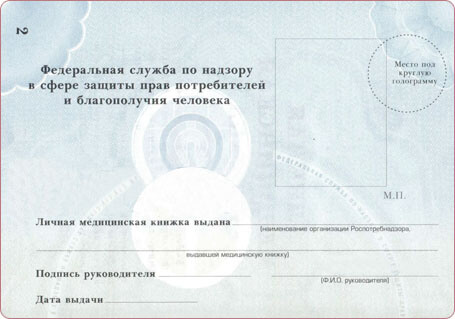 2
Федеральная служба по надзору
в сфере защиты прав потребителей
и благополучия человека
Место под
круглую
голограмму
М.П.
Личная медицинская книжка выдана
(наименование организации Роспотребнадзора,
выдавшей медицинскую книжку)
Подпись руководителя
(Ф.И.О. руководителя)
Дата выдачи